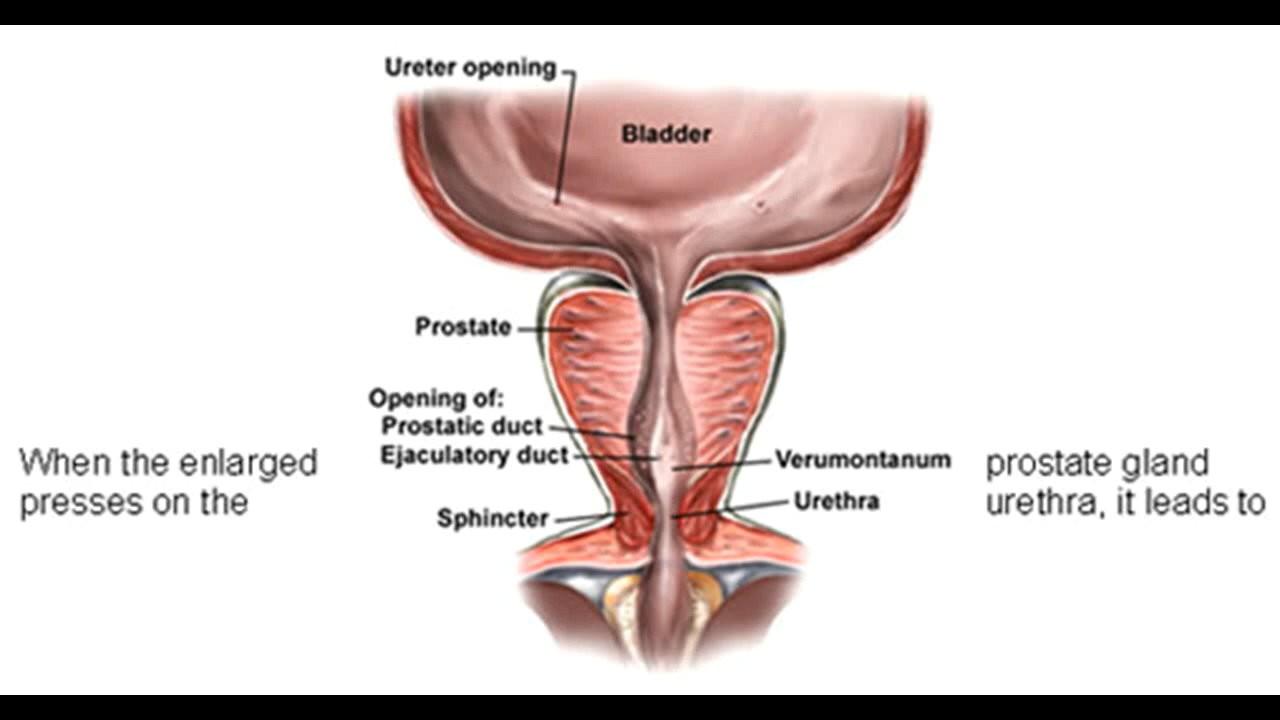 Ureter opening
Bladder
Prostate
Opening of:
Prostatic duct
Ejaculatory duct
Verumontanum
Urethra
Sphincter
When the enlarged prostate gland
presses on the urethra, it leads to